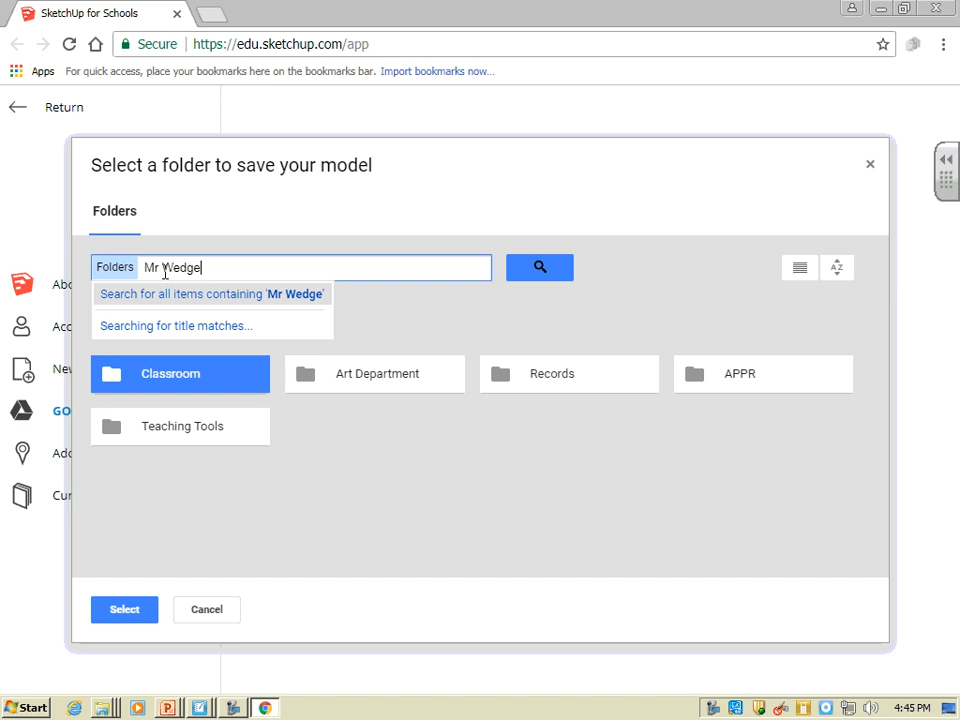 SketchUp for Schools
Secure https://edu.sketchup.com/app
Apps For quick access, place your bookmarks here on the bookmarks bar. Import bookmarks now...
Return
Select a folder to save your model
Folders
Folders Mr Wedge
Search for all items containing 'Mr Wedge'
Searching for title matches...
Classroom
Art Department
Records
APPR
Teaching Tools
GO
Select
Cancel
Start
4:45 PM